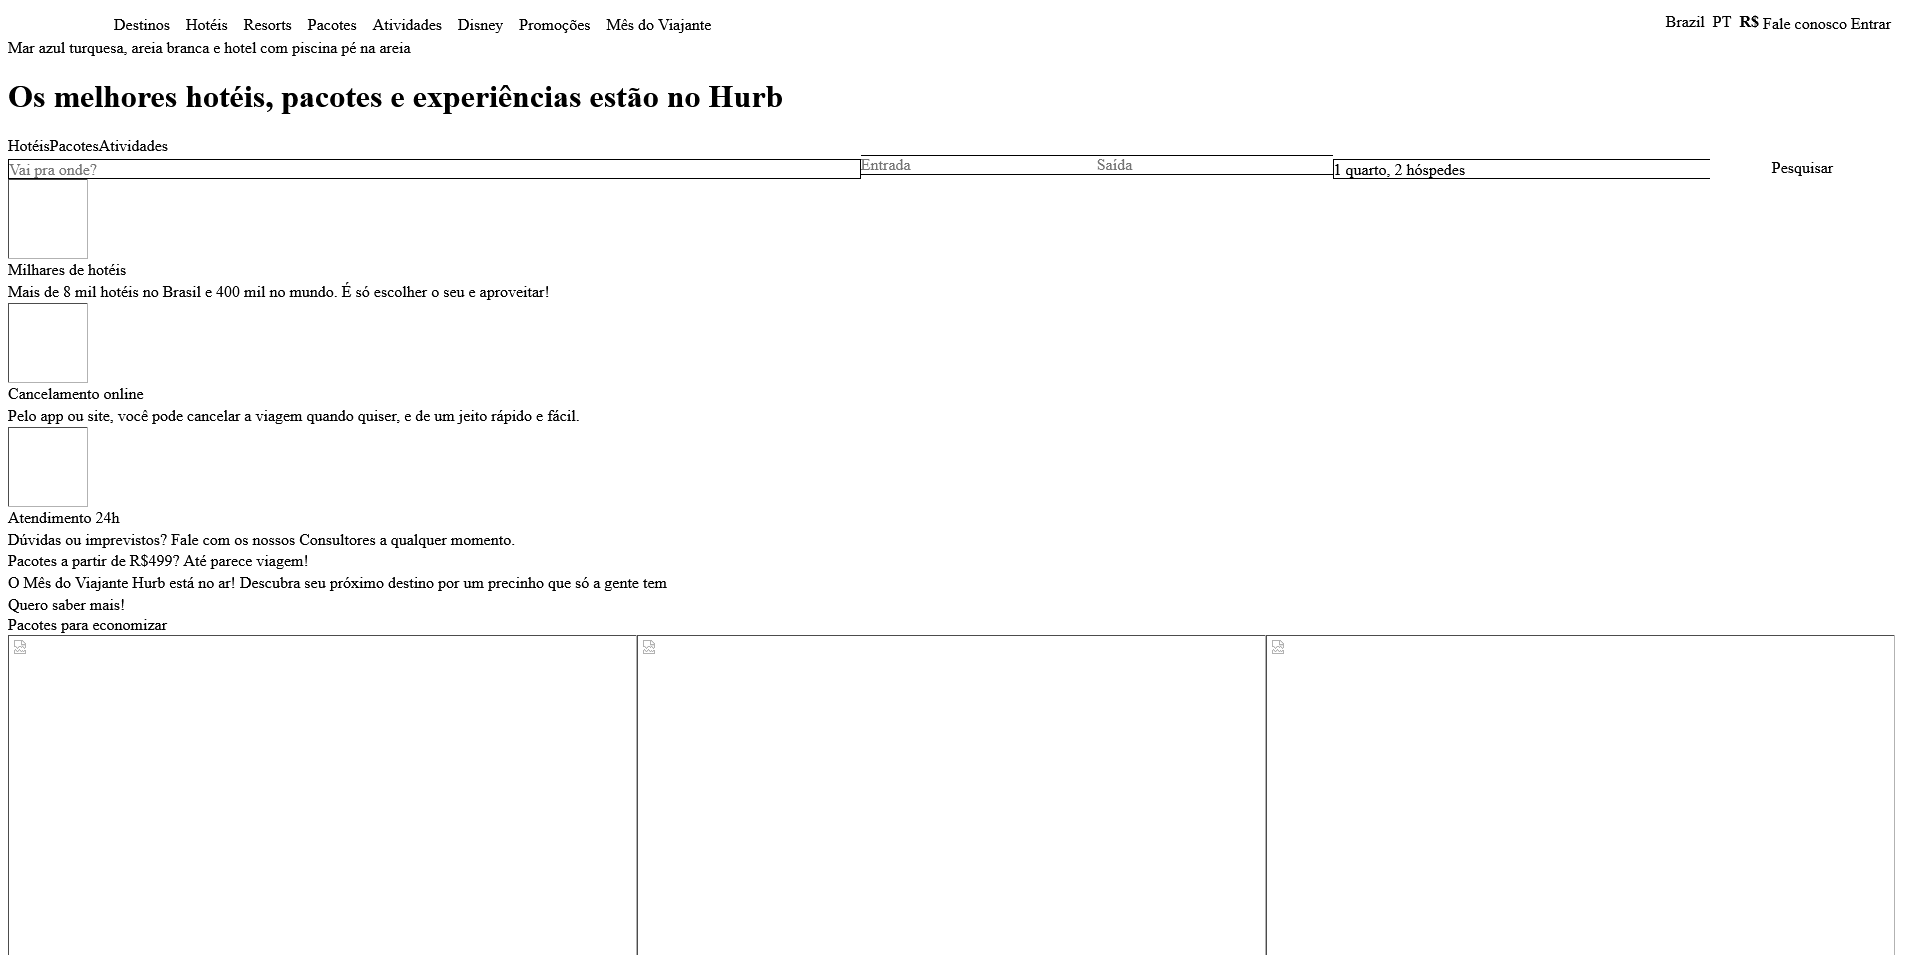 Destinos Hotéis Resorts Pacotes Atividades Disney Promoções Mês do Viajante Brazil PT R$ Fale conosco Entrar
Mar azul turquesa, areia branca e hotel com piscina pé na areia
Os melhores hotéis, pacotes e experiências estão no Hurb
HotéisPacotesAtividades
Vai pra onde? Entrada Saída 1 quarto, 2 hóspedes Pesquisar
Milhares de hotéis
Mais de 8 mil hotéis no Brasil e 400 mil no mundo. É só escolher o seu e aproveitar!
Cancelamento online
Pelo app ou site, você pode cancelar a viagem quando quiser, e de um jeito rápido e fácil.
Atendimento 24h
Dúvidas ou imprevistos? Fale com os nossos Consultores a qualquer momento.
Pacotes a partir de R$499? Até parece viagem!
O Mês do Viajante Hurb está no ar! Descubra seu próximo destino por um precinho que só a gente tem
Quero saber mais!
Pacotes para economizar